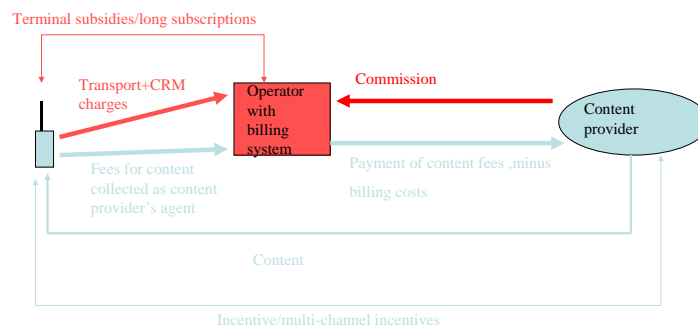 Terminal subsidies/long subscriptions
Transport+CRM
charges
Operator
with
billing
system
Commission
Content
provider
Fees for content
collected as content
provider's agent
Payment of content fees ,minus
billing costs
Content
Incentive/multi-channel incentives